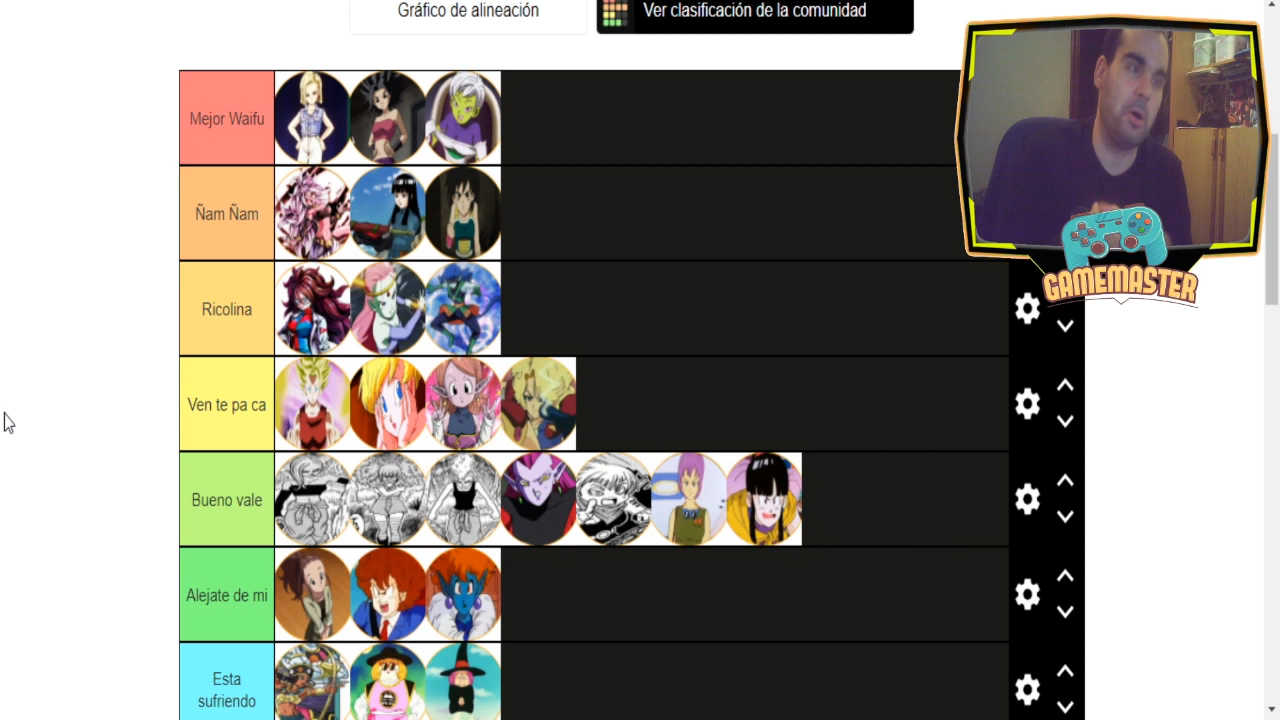 Gráfico de alineación
Ver clasificación de la comunidad
Mejor Waifu
Ñam Ñam
Ricolina
Ven te pa ca
Bueno vale
Alejate de mi
Esta
sufriendo
GAMEMASTER